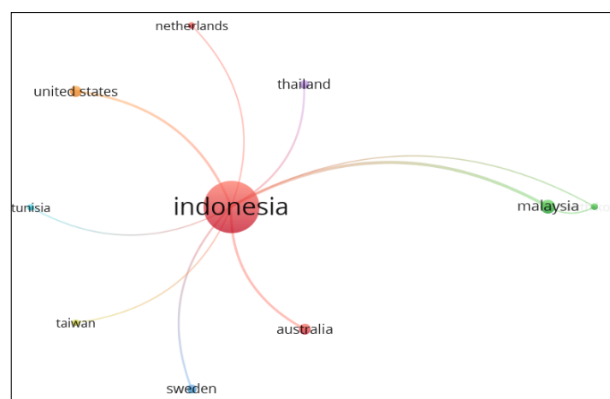 netherlands
united states
thailand
tunisia
indonesia
malaysia
taiwan
australia
sweden